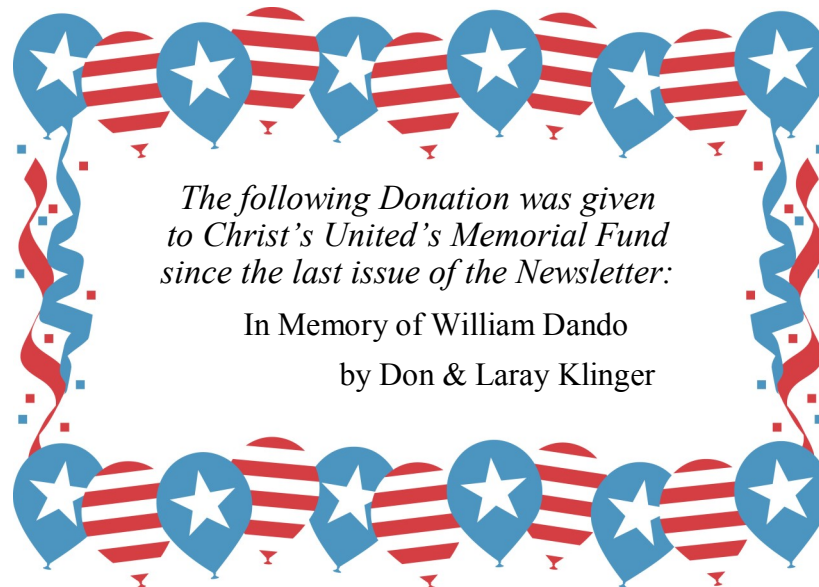 The following Donation was given
to Christ’s United’s Memorial Fund
since the last issue of the Newsletter:
In Memory of William Dando
by Don & Laray Klinger